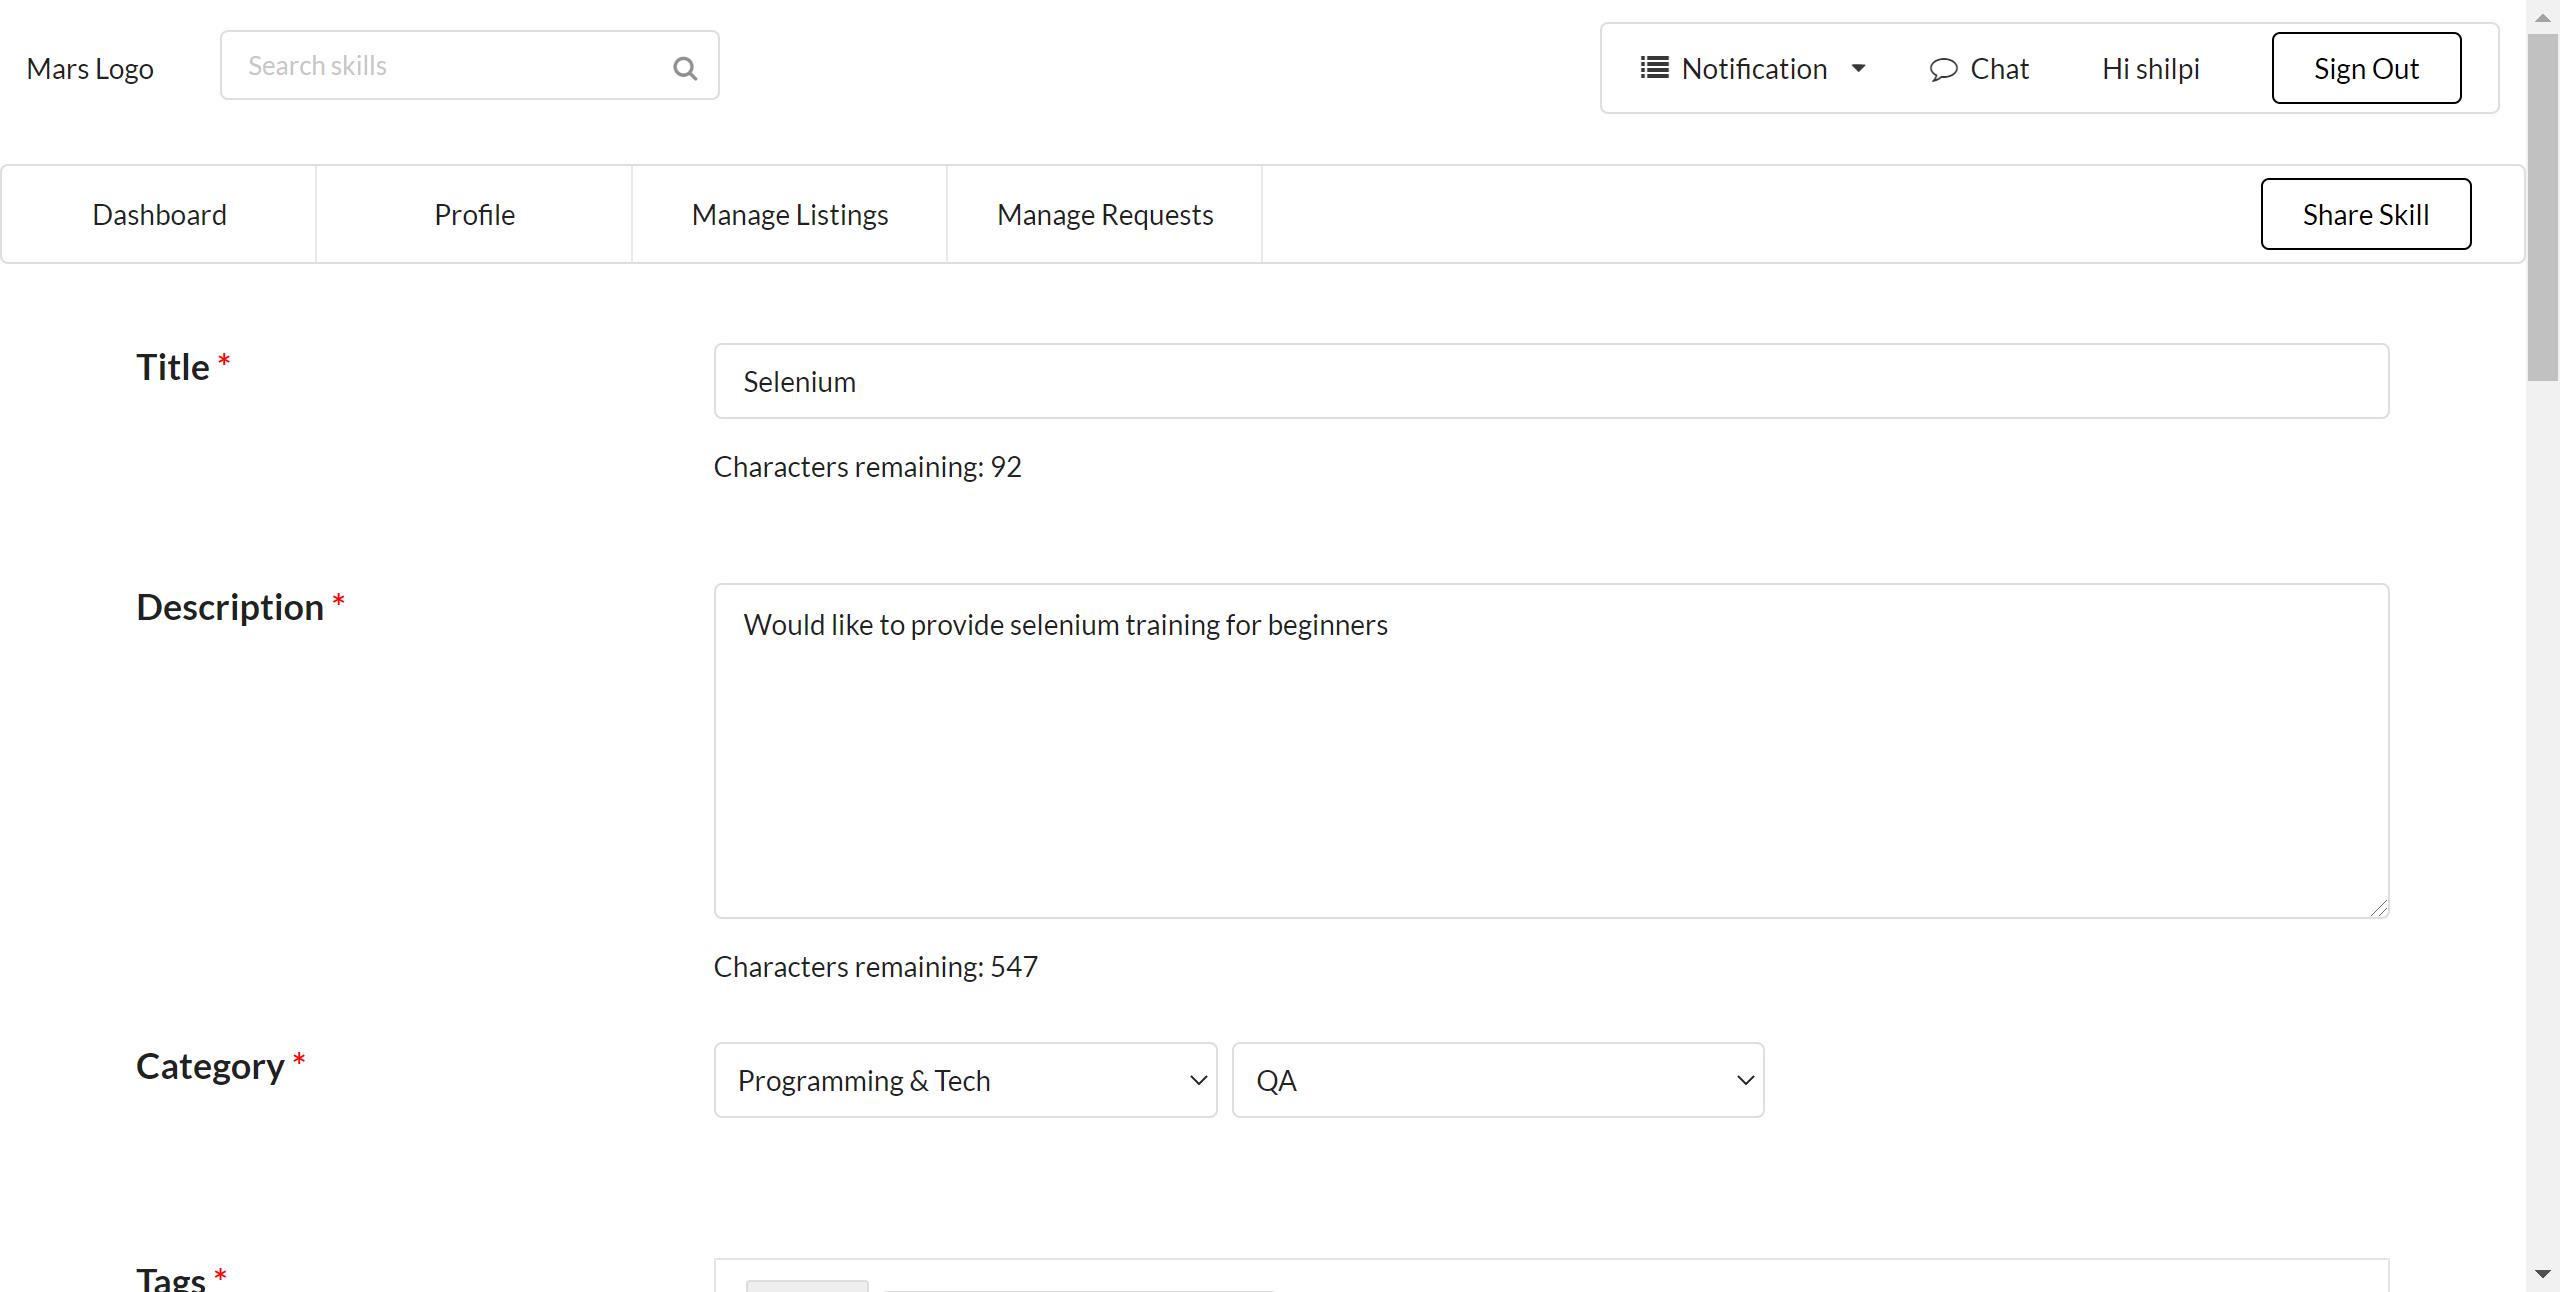 Mars Logo
Search skills
Notification
Chat
Hi shilpi
Sign Out
Dashboard
Profile
Manage Listings
Manage Requests
Share Skill
Title *
Selenium
Characters remaining: 92
Description *
Would like to provide selenium training for beginners
Characters remaining: 547
Category *
Programming & Tech
QA
Tags *